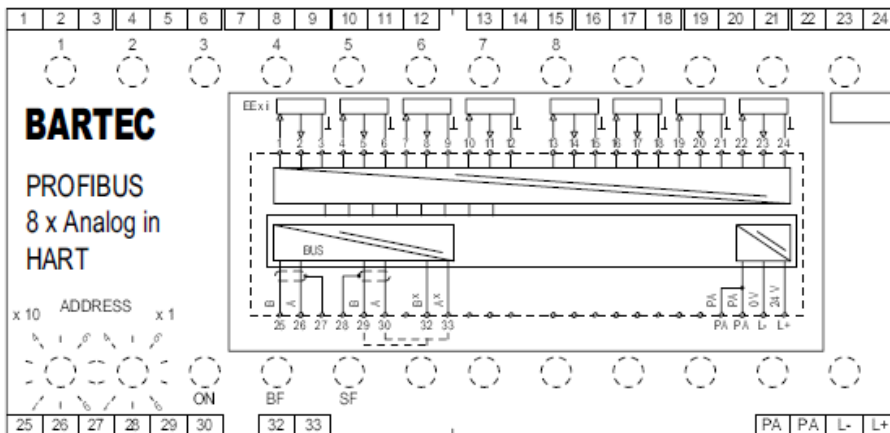 1 2 3 4 5 6 7 8 9 10 11 12 13 14 15 16 17 18 19 20 21 22 23 24
1 2 3 4 5 6 7 8
EEx i
1 2 3 4 5 6 7 8 9 10 11 12 13 14 15 16 17 18 19 20 21 22 23 24
BARTEC
PROFIBUS
8 x Analog in
HART
BUS
B A B A Bx Ax PA PA 0 V 24 V
25 26 27 28 29 30 32 33 PA PA L- L+
ADDRESS
x 10 x 1
ON BF SF
25 26 27 28 29 30 32 33 PA PA L- L+